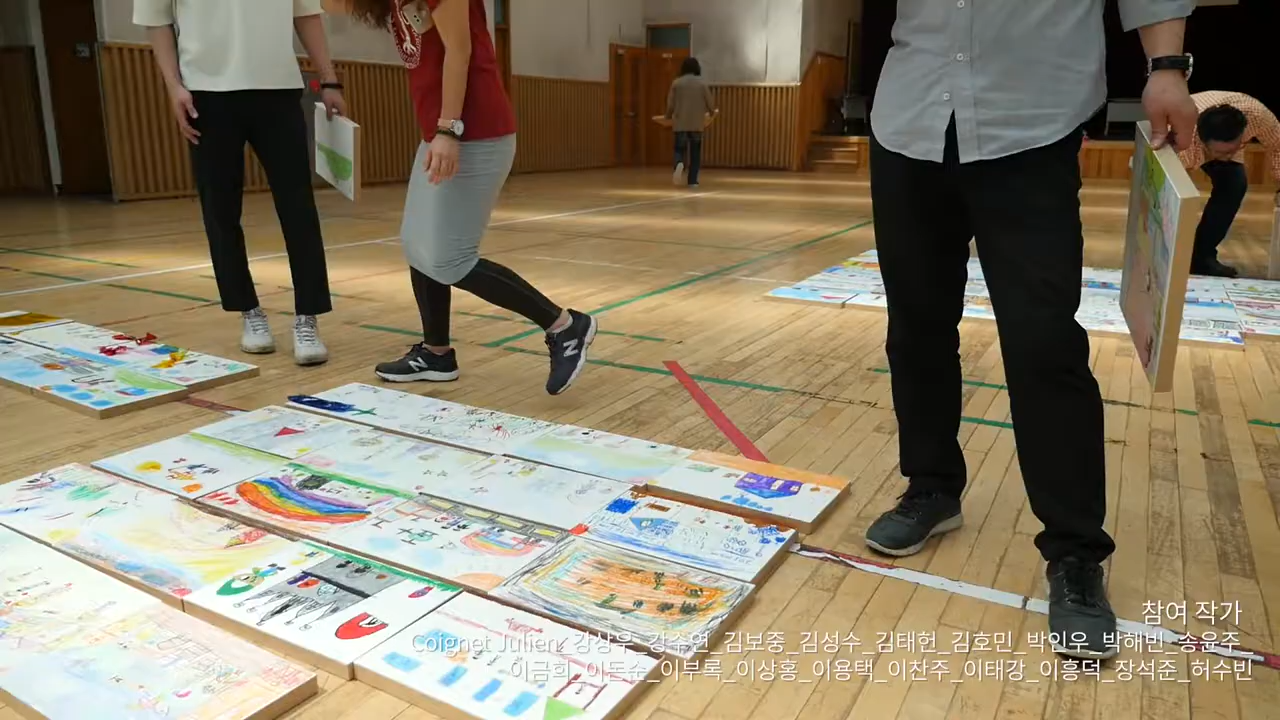 참여 작가
Coignet Julien_강상우_강수연_김보중_김성수_김태헌_김호민_박인우_박해빈_송윤주_
이금희_이돈순_이부록_이상홍_이용택_이찬주_이태강_이흥덕_장석준_허수빈
N